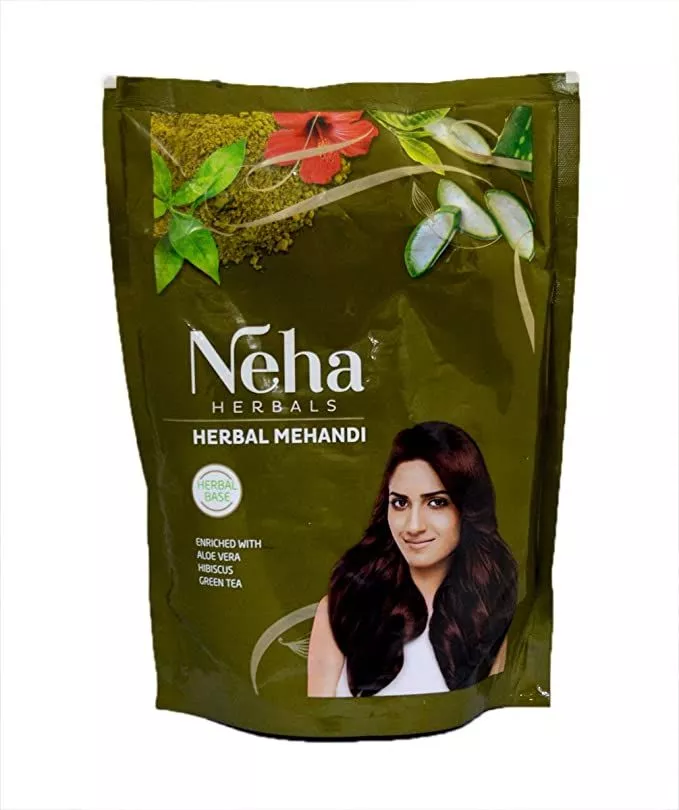 Neha
HERBALS
HERBAL MEHANDI
HERBAL
BASE
ENRICHED WITH
ALOE VERA
HIBISCUS
GREEN TEA